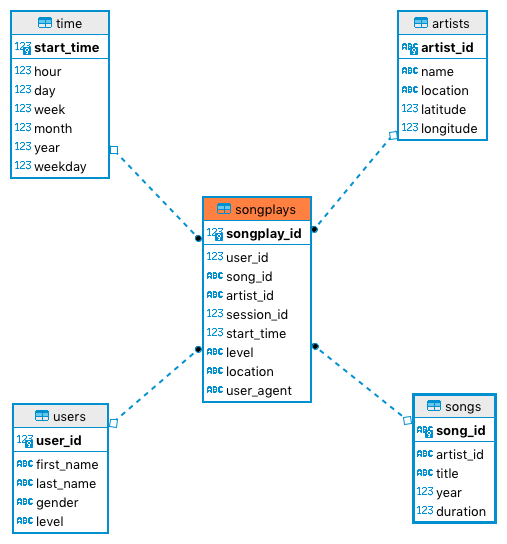 time
123 start_time
123 hour
123 day
123 week
123 month
123 year
123 weekday
artists
ABC artist_id
ABC name
ABC location
123 latitude
123 longitude
songplays
123 songplay_id
123 user_id
ABC song_id
ABC artist_id
123 session_id
123 start_time
ABC level
ABC location
ABC user_agent
users
123 user_id
ABC first_name
ABC last_name
ABC gender
ABC level
songs
ABC song_id
ABC artist_id
ABC title
123 year
123 duration